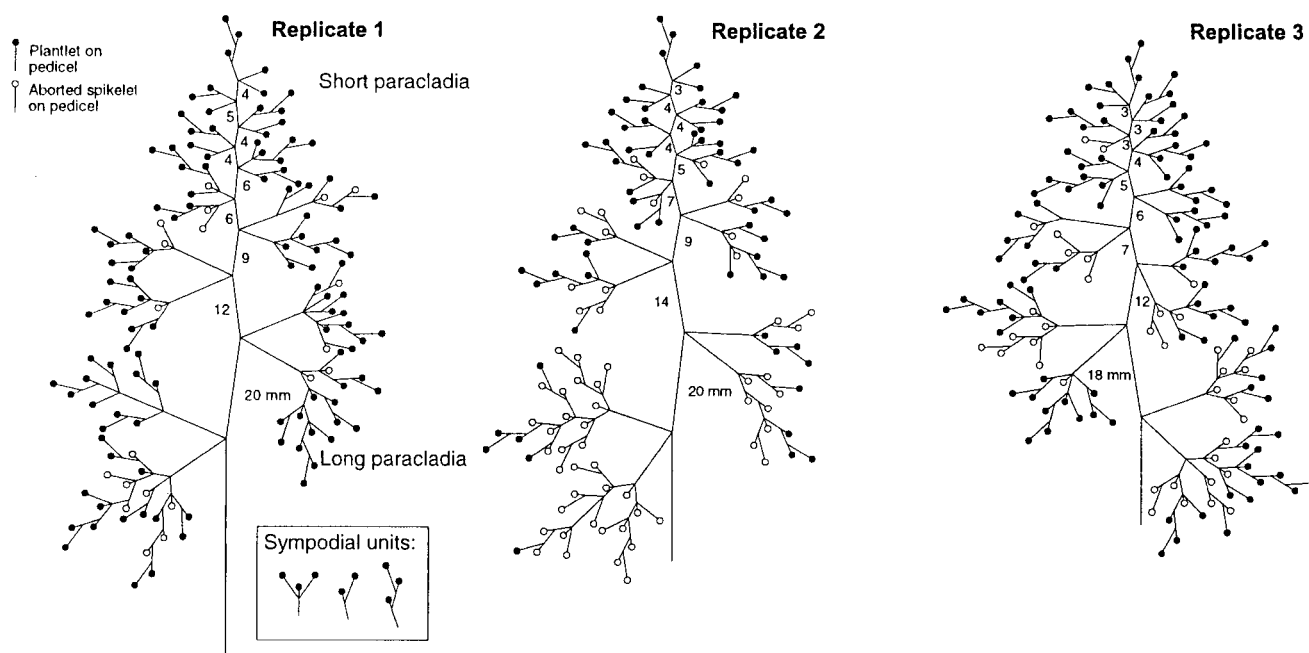 Replicate 1
Replicate 2
Replicate 3
Plantlet on
pedicel
Aborted spikelet
on pedicel
Short paracladia
4
5
4
4
6
6
9
12
20 mm
Long paracladia
Sympodial units:
3
4
4
4
5
7
9
14
20 mm
3
3
3
4
5
6
7
12
18 mm